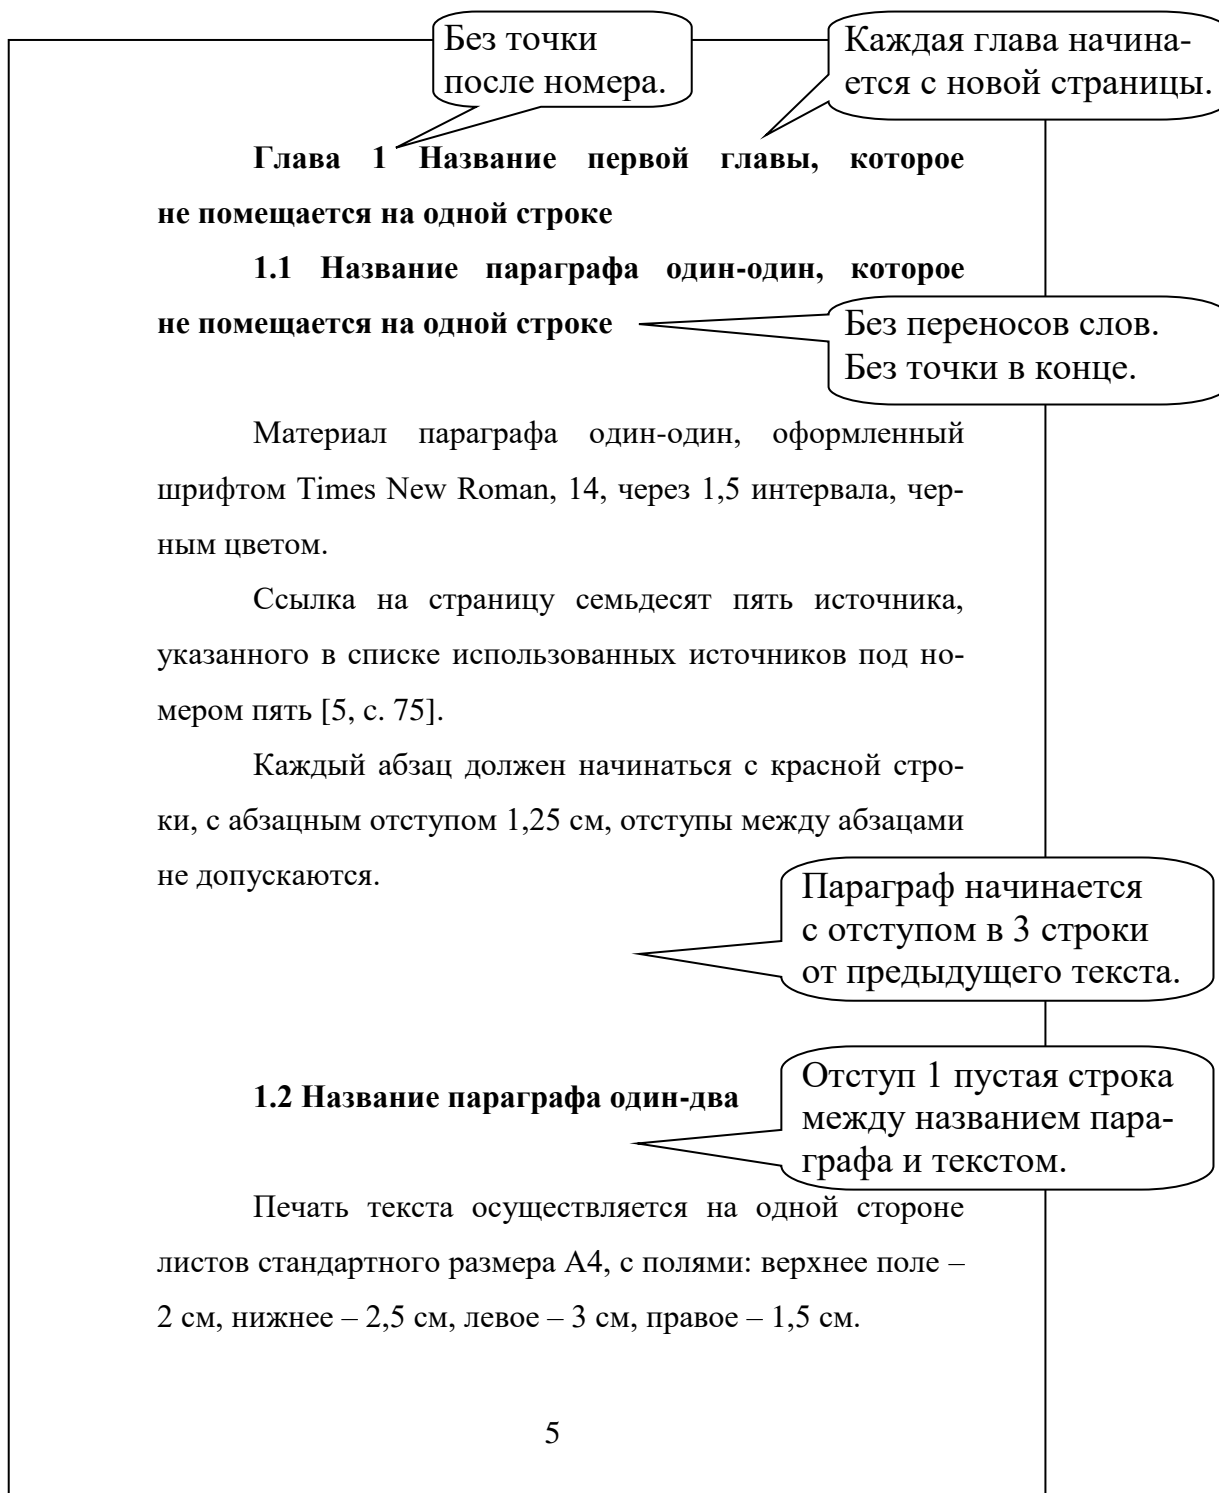 Без точки
после номера.
Каждая глава начина-
ется с новой страницы.
Глава 1 Название первой главы, которое
не помещается на одной строке
1.1 Название параграфа один-один, которое
не помещается на одной строке
Без переносов слов.
Без точки в конце.
Материал параграфа один-один, оформленный
шрифтом Times New Roman, 14, через 1,5 интервала, чер-
ным цветом.
Ссылка на страницу семьдесят пять источника,
указанного в списке использованных источников под но-
мером пять [5, с. 75].
Каждый абзац должен начинаться с красной стро-
ки, с абзацным отступом 1,25 см, отступы между абзацами
не допускаются.
Параграф начинается
с отступом в 3 строки
от предыдущего текста.
1.2 Название параграфа один-два
Отступ 1 пустая строка
между названием пара-
графа и текстом.
Печать текста осуществляется на одной стороне
листов стандартного размера А4, с полями: верхнее поле –
2 см, нижнее – 2,5 см, левое – 3 см, правое – 1,5 см.
5